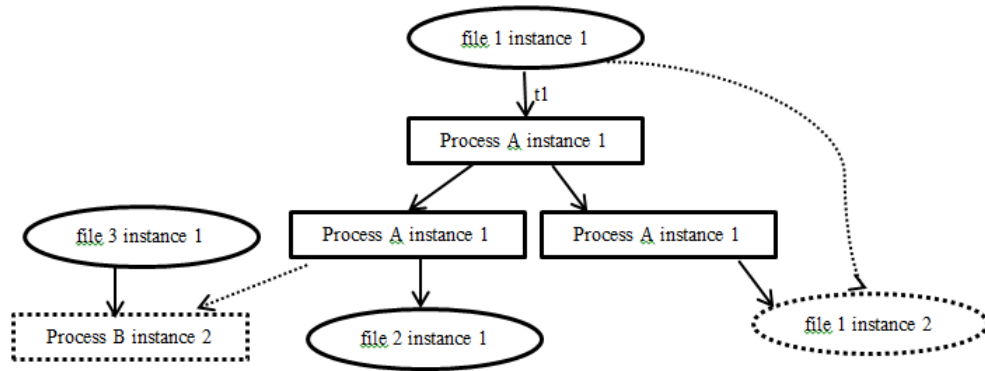 file 1 instance 1
t1
Process A instance 1
file 3 instance 1
Process A instance 1
Process A instance 1
Process B instance 2
file 2 instance 1
file 1 instance 2